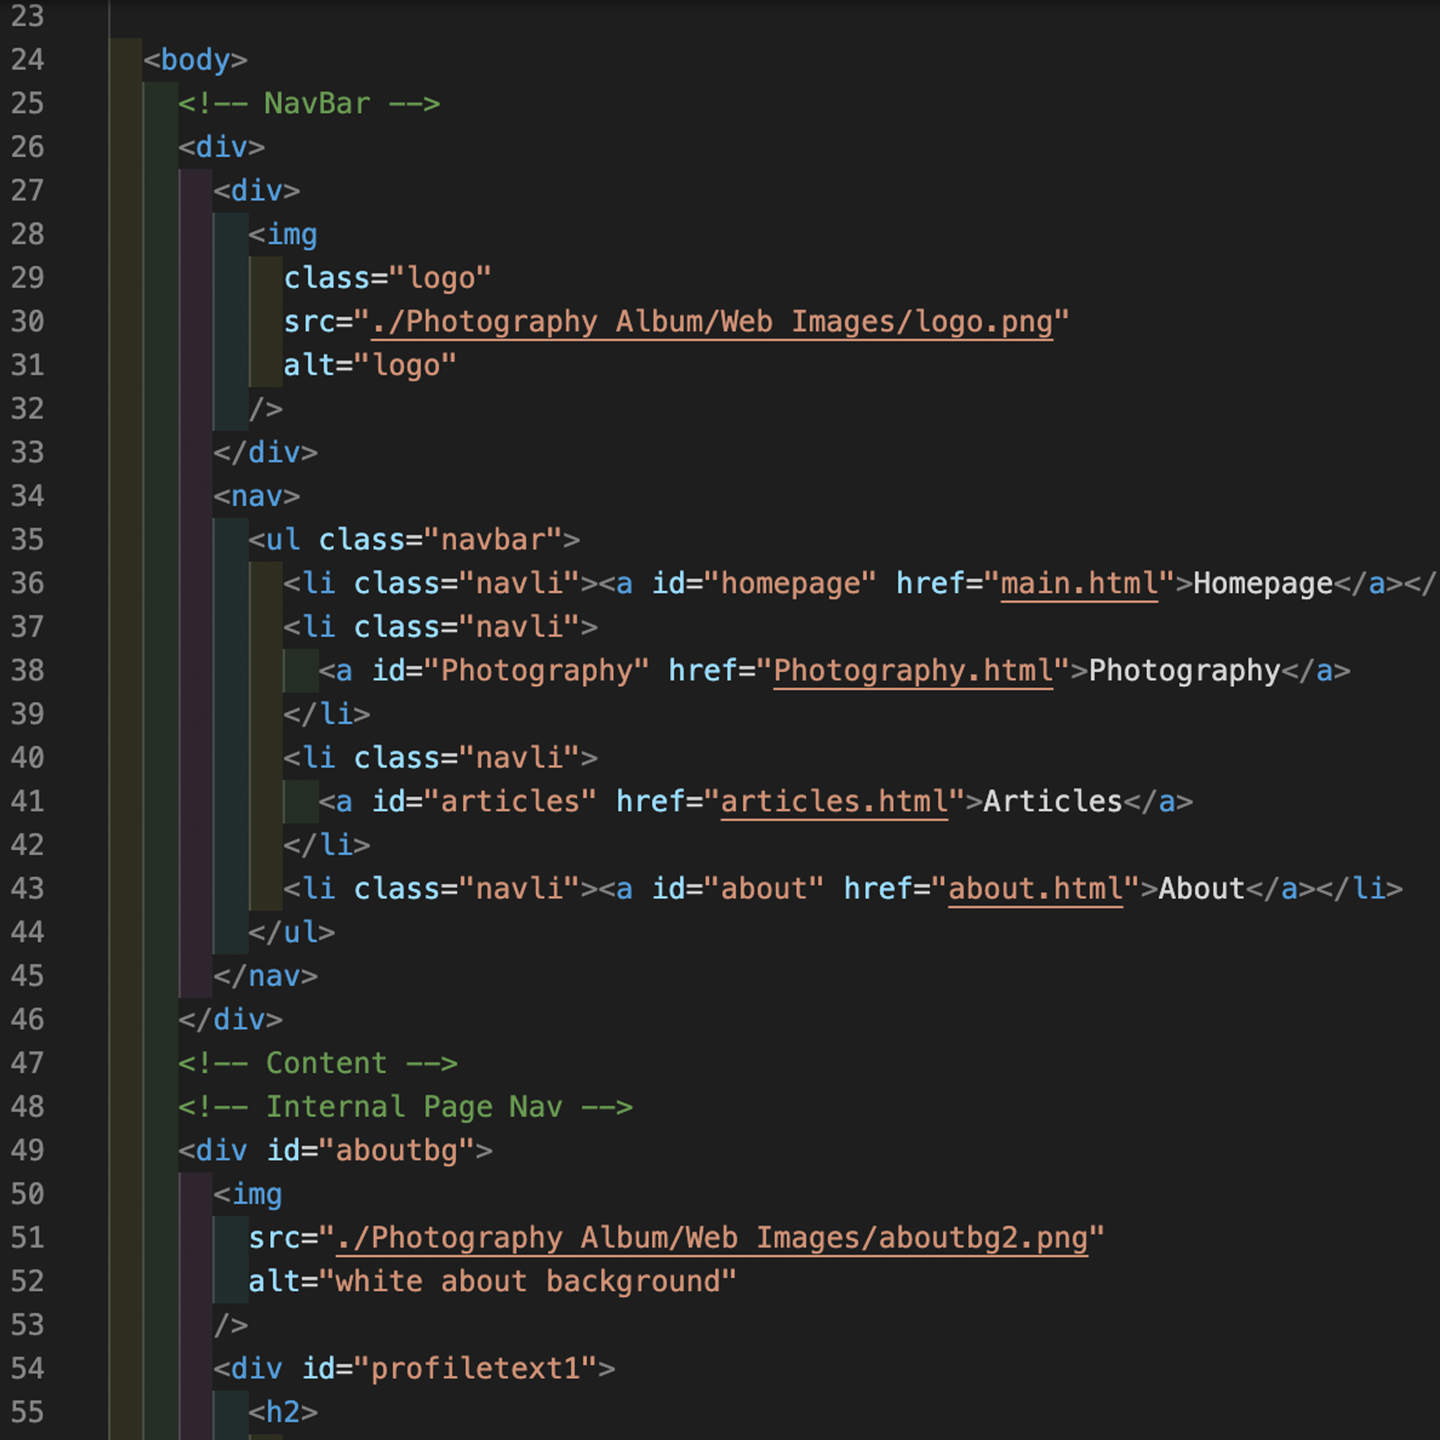 23
24 <body>
25 <!-- NavBar -->
26 <div>
27 <div>
28 <img
29 class="logo"
30 src="./Photography Album/Web Images/logo.png"
31 alt="logo"
32 />
33 </div>
34 <nav>
35 <ul class="navbar">
36 <li class="navli"><a id="homepage" href="main.html">Homepage</a></
37 <li class="navli">
38 <a id="Photography" href="Photography.html">Photography</a>
39 </li>
40 <li class="navli">
41 <a id="articles" href="articles.html">Articles</a>
42 </li>
43 <li class="navli"><a id="about" href="about.html">About</a></li>
44 </ul>
45 </nav>
46 </div>
47 <!-- Content -->
48 <!-- Internal Page Nav -->
49 <div id="aboutbg">
50 <img
51 src="./Photography Album/Web Images/aboutbg2.png"
52 alt="white about background"
53 />
54 <div id="profiletext1">
55 <h2>